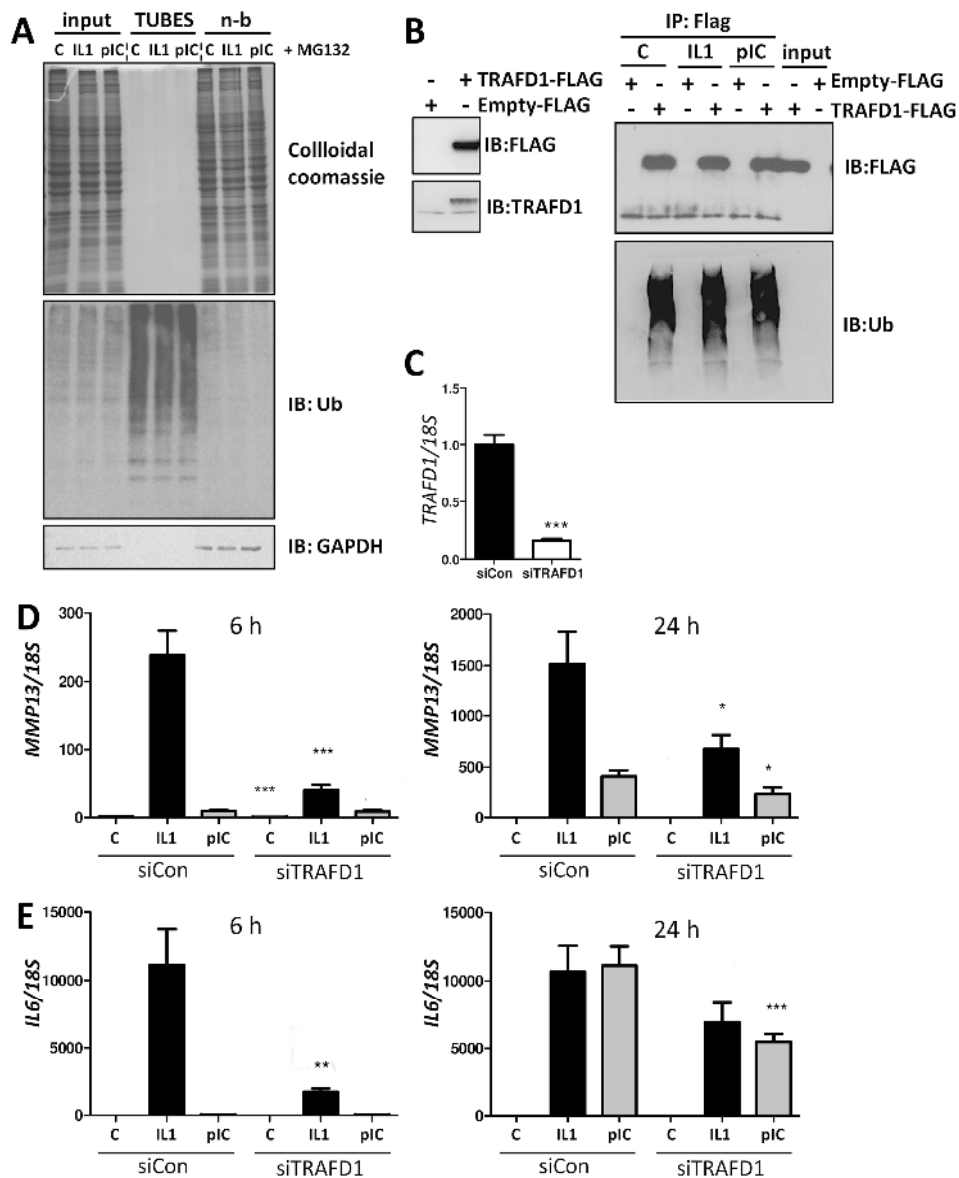 A
input TUBES n-b
C IL1 pIC C IL1 pIC C IL1 pIC + MG132
Collloidal
coomassie
IB: Ub
IB: GAPDH
B
- + TRAFD1-FLAG
+ - Empty-FLAG
IB:FLAG
IB:TRAFD1
IP: Flag
C IL1 pIC input
+ - + - + - - + Empty-FLAG
- + - + - + + - TRAFD1-FLAG
IB:FLAG
IB:Ub
C
TRAFD1/18S
1.5
1.0
0.5
0.0
***
siCon siTRAFD1
D
6 h
MMP13/18S
300
200
100
0
*** ***
C IL1 pIC C IL1 pIC
siCon siTRAFD1
24 h
MMP13/18S
2000
1500
1000
500
0
* *
C IL1 pIC C IL1 pIC
siCon siTRAFD1
E
6 h
IL6/18S
15000
10000
5000
0
**
C IL1 pIC C IL1 pIC
siCon siTRAFD1
24 h
IL6/18S
15000
10000
5000
0
***
C IL1 pIC C IL1 pIC
siCon siTRAFD1